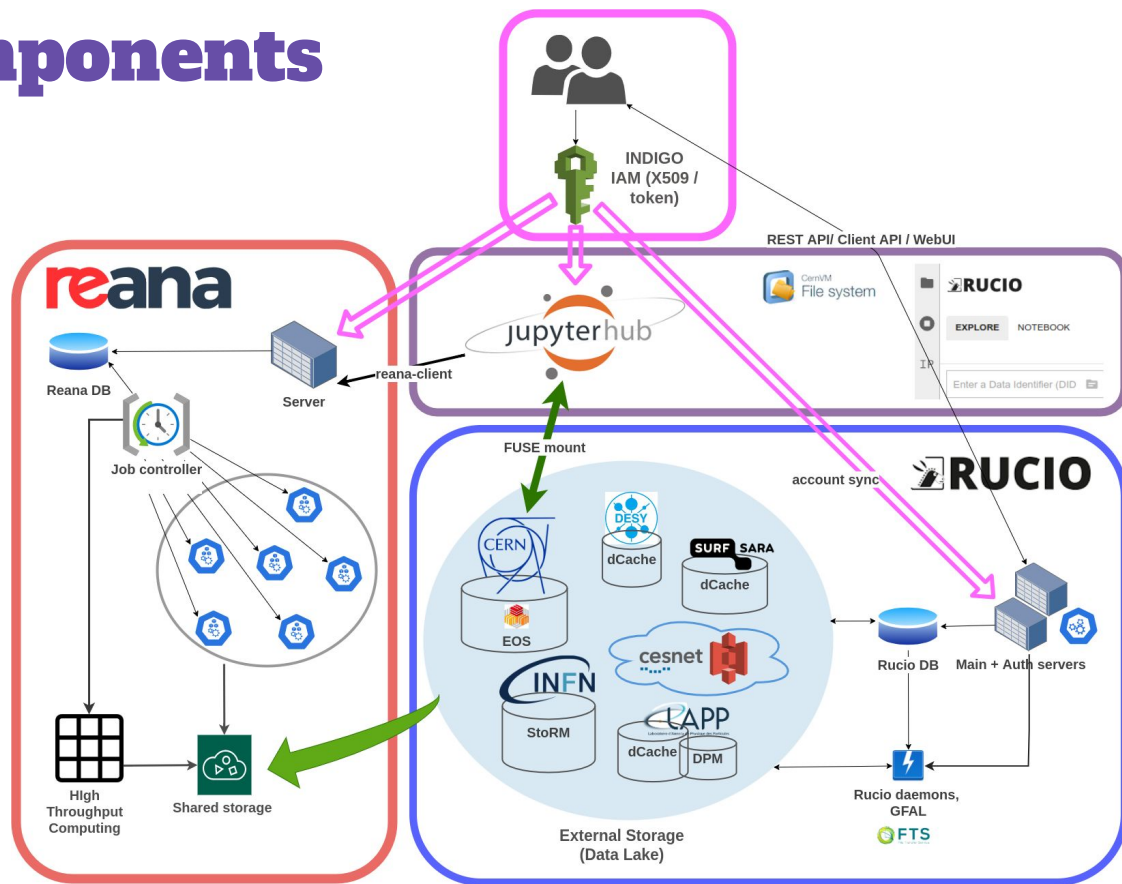 mponents
INDIGO
IAM (X509 /
token)
REST API/ Client API / WebUI
reana
Reana DB
Server
reana-client
Job controller
HIgh
Throughput
Computing
Shared storage
jupyterhub
CernVM
File system
RUCIO
EXPLORE NOTEBOOK
IP
Enter a Data Identifier (DID
FUSE mount
account sync
RUCIO
CERN
EOS
DESY
dCache
SURF SARA
dCache
cesnet
INFN
StoRM
LAPP
dCache
DPM
External Storage
(Data Lake)
Rucio DB
Main + Auth servers
Rucio daemons,
GFAL
FTS